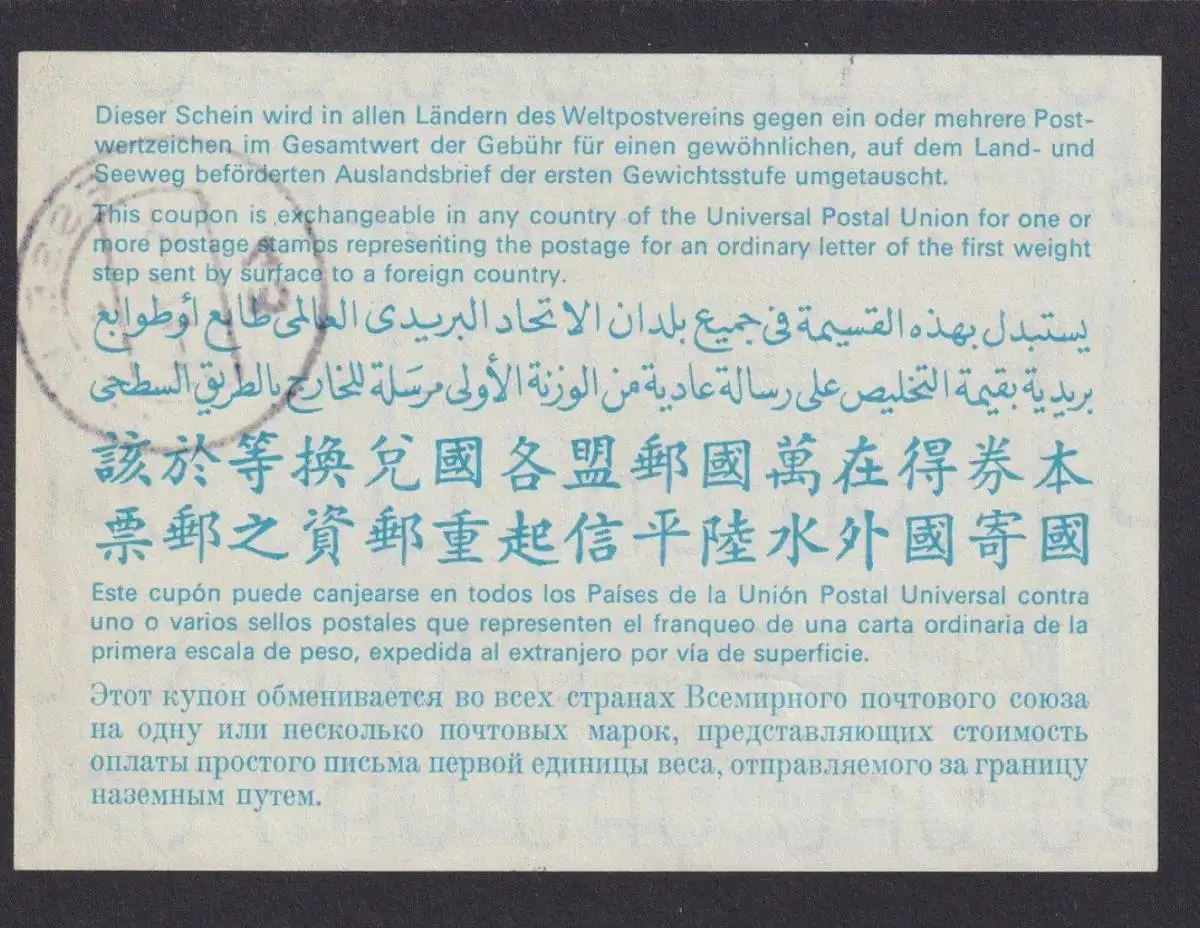 Dieser Schein wird in allen Ländern des Weltpostvereins gegen ein oder mehrere Post-
wertzeichen im Gesamtwert der Gebühr für einen gewöhnlichen, auf dem Land- und
Seeweg beförderten Auslandsbrief der ersten Gewichtsstufe umgetauscht.
This coupon is exchangeable in any country of the Universal Postal Union for one or
more postage stamps representing the postage for an ordinary letter of the first weight
step sent by surface to a foreign country.
يستبدل بهذه القسيمة فى جميع بلدان الاتحاد البريدى العالمى طابع أو طوابع
بريدية بقيمة التخليص على رسالة عادية من الوزنة الأولى مرسَلة للخارج بالطريق السطحى
本券得在萬國郵盟各國兌換等於該
國寄國外水陸平信起重郵資之郵票
Este cupón puede canjearse en todos los Países de la Unión Postal Universal contra
uno o varios sellos postales que representen el franqueo de una carta ordinaria de la
primera escala de peso, expedida al extranjero por vía de superficie.
Этот купон обменивается во всех странах Всемирного почтового союза
на одну или несколько почтовых марок, представляющих стоимость
оплаты простого письма первой единицы веса, отправляемого за границу
наземным путем.